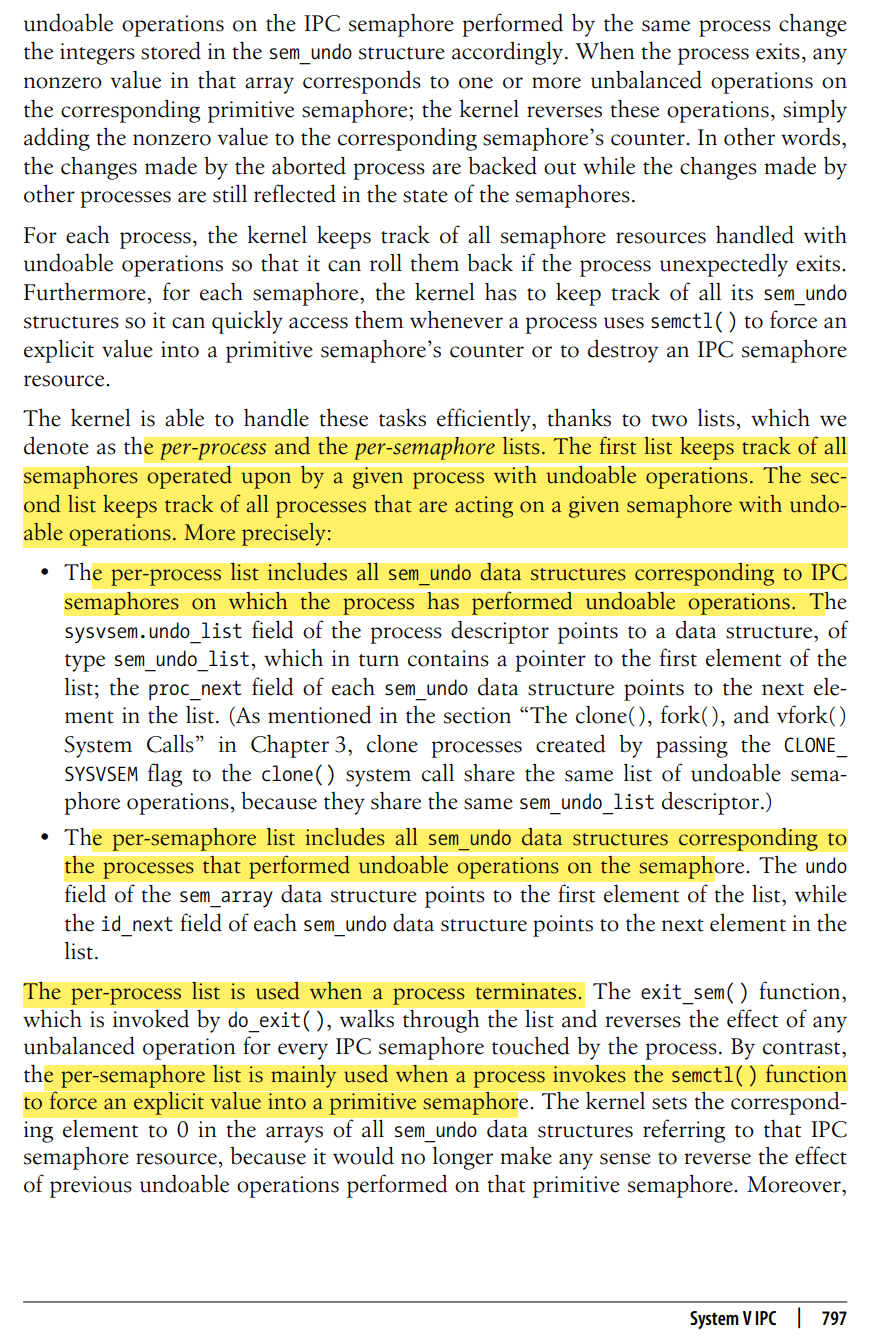 undoable operations on the IPC semaphore performed by the same process change
the integers stored in the sem_undo structure accordingly. When the process exits, any
nonzero value in that array corresponds to one or more unbalanced operations on
the corresponding primitive semaphore; the kernel reverses these operations, simply
adding the nonzero value to the corresponding semaphore’s counter. In other words,
the changes made by the aborted process are backed out while the changes made by
other processes are still reflected in the state of the semaphores.
For each process, the kernel keeps track of all semaphore resources handled with
undoable operations so that it can roll them back if the process unexpectedly exits.
Furthermore, for each semaphore, the kernel has to keep track of all its sem_undo
structures so it can quickly access them whenever a process uses semctl() to force an
explicit value into a primitive semaphore’s counter or to destroy an IPC semaphore
resource.
The kernel is able to handle these tasks efficiently, thanks to two lists, which we
denote as the per-process and the per-semaphore lists. The first list keeps track of all
semaphores operated upon by a given process with undoable operations. The sec-
ond list keeps track of all processes that are acting on a given semaphore with undo-
able operations. More precisely:
• The per-process list includes all sem_undo data structures corresponding to IPC
semaphores on which the process has performed undoable operations. The
sysvsem.undo_list field of the process descriptor points to a data structure, of
type sem_undo_list, which in turn contains a pointer to the first element of the
list; the proc_next field of each sem_undo data structure points to the next ele-
ment in the list. (As mentioned in the section “The clone(), fork(), and vfork()
System Calls” in Chapter 3, clone processes created by passing the CLONE_
SYSVSEM flag to the clone() system call share the same list of undoable sema-
phore operations, because they share the same sem_undo_list descriptor.)
• The per-semaphore list includes all sem_undo data structures corresponding to
the processes that performed undoable operations on the semaphore. The undo
field of the sem_array data structure points to the first element of the list, while
the id_next field of each sem_undo data structure points to the next element in the
list.
The per-process list is used when a process terminates. The exit_sem() function,
which is invoked by do_exit(), walks through the list and reverses the effect of any
unbalanced operation for every IPC semaphore touched by the process. By contrast,
the per-semaphore list is mainly used when a process invokes the semctl() function
to force an explicit value into a primitive semaphore. The kernel sets the correspond-
ing element to 0 in the arrays of all sem_undo data structures referring to that IPC
semaphore resource, because it would no longer make any sense to reverse the effect
of previous undoable operations performed on that primitive semaphore. Moreover,
System V IPC | 797